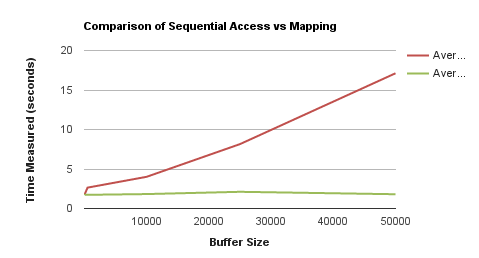 Comparison of Sequential Access vs Mapping
Time Measured (seconds)
20
15
10
5
0
10000
20000
30000
40000
50000
Buffer Size
Aver...
Aver...